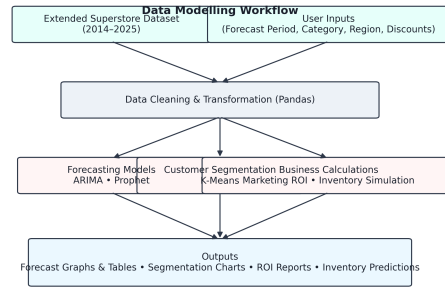 Data Modelling Workflow
Extended Superstore Dataset
(2014–2025)
User Inputs
(Forecast Period, Category, Region, Discounts)
Data Cleaning & Transformation (Pandas)
Forecasting Models
ARIMA • Prophet
Customer Segmentation
K-Means
Business Calculations
Marketing ROI • Inventory Simulation
Outputs
Forecast Graphs & Tables • Segmentation Charts • ROI Reports • Inventory Predictions